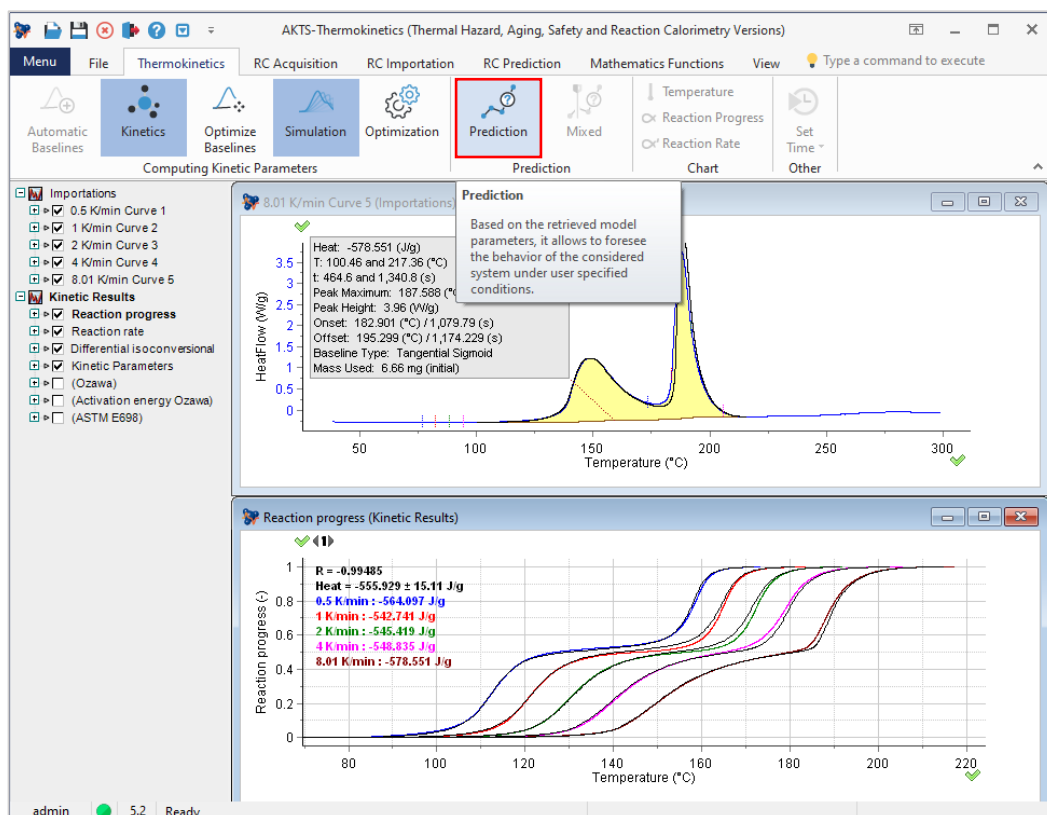 AKTS-Thermokinetics (Thermal Hazard, Aging, Safety and Reaction Calorimetry Versions)
Menu File Thermokinetics RC Acquisition RC Importation RC Prediction Mathematics Functions View Type a command to execute
Automatic Baselines
Kinetics
Optimize Baselines
Simulation
Optimization
Prediction
Mixed
Temperature
Reaction Progress
Reaction Rate
Set Time
Computing Kinetic Parameters Prediction Chart Other
Importations
0.5 K/min Curve 1
1 K/min Curve 2
2 K/min Curve 3
4 K/min Curve 4
8.01 K/min Curve 5
Kinetic Results
Reaction progress
Reaction rate
Differential isoconversional
Kinetic Parameters
(Ozawa)
(Activation energy Ozawa)
(ASTM E698)
8.01 K/min Curve 5 (Importations)
Prediction
Based on the retrieved model
parameters, it allows to foresee
the behavior of the considered
system under user specified
conditions.
Heat: -578.551 (J/g)
T: 100.46 and 217.36 (°C)
t: 464.6 and 1,340.8 (s)
Peak Maximum: 187.588 (°
Peak Height: 3.96 (W/g)
Onset: 182.901 (°C) / 1,079.79 (s)
Offset: 195.299 (°C) / 1,174.229 (s)
Baseline Type: Tangential Sigmoid
Mass Used: 6.66 mg (initial)
HeatFlow (W/g)
3.5
3
2.5
2
1.5
1
0.5
0
50 100 150 200 250 300
Temperature (°C)
Reaction progress (Kinetic Results)
1
R = -0.99485
Heat = -555.929 ± 15.11 J/g
0.5 K/min : -564.097 J/g
1 K/min : -542.741 J/g
2 K/min : -545.419 J/g
4 K/min : -548.835 J/g
8.01 K/min : -578.551 J/g
Reaction progress (-)
1
0.8
0.6
0.4
0.2
0
80 100 120 140 160 180 200 220
Temperature (°C)
admin 5.2 Ready